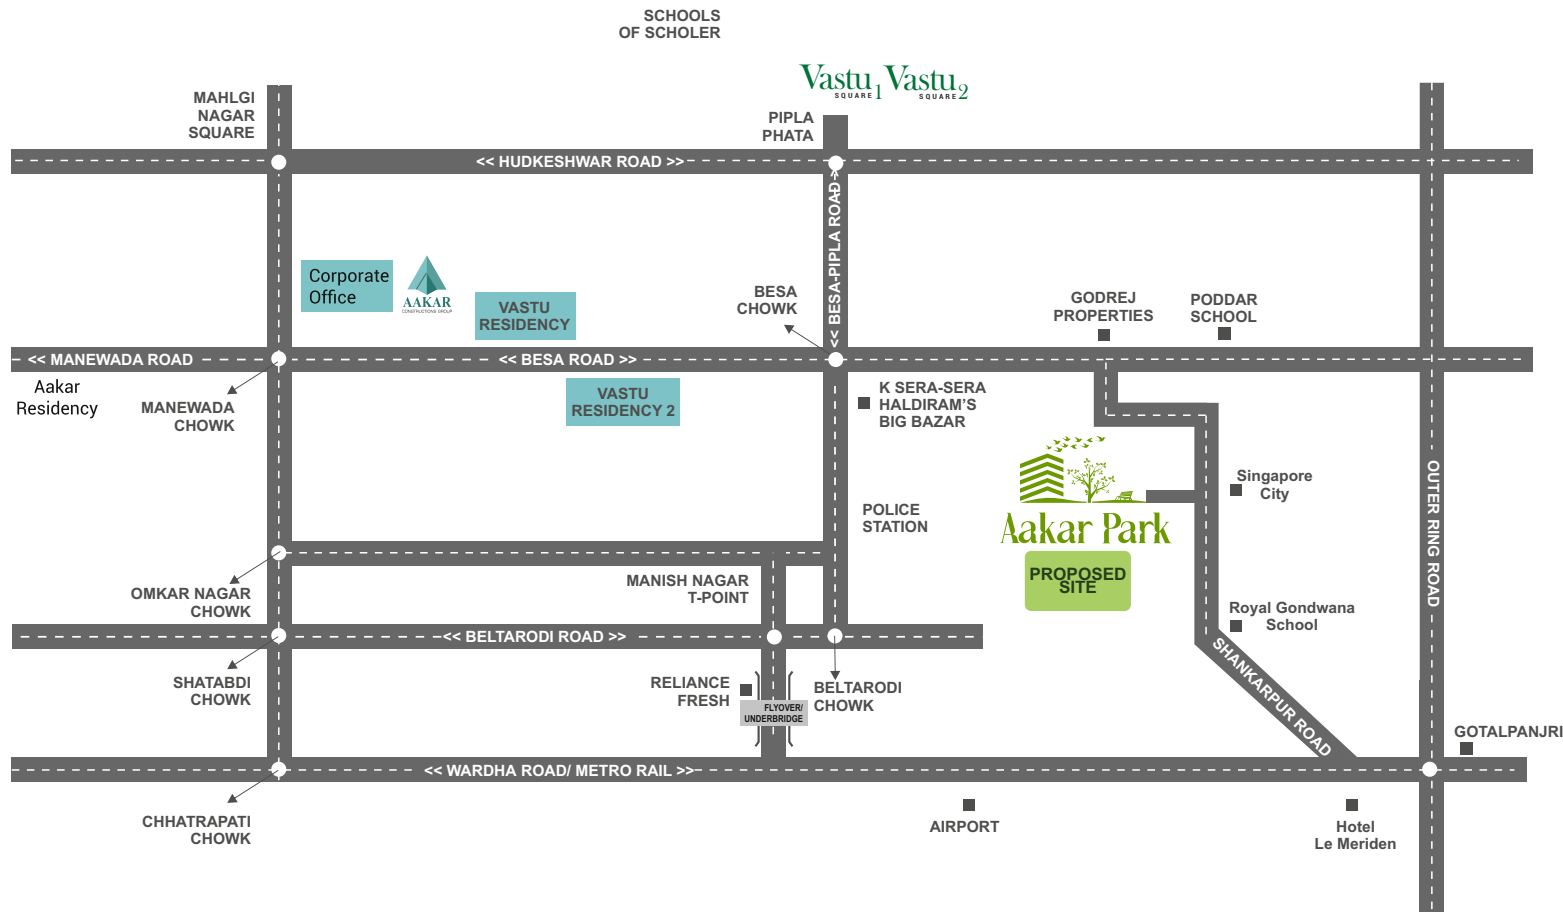 SCHOOLS
OF SCHOLER
Vastu
SQUARE 1
Vastu
SQUARE 2
MAHLGI
NAGAR
SQUARE
PIPLA
PHATA
<< HUDKESHWAR ROAD >>
<< BESA-PIPLA ROAD>>
Corporate
Office
AAKAR
CONSTRUCTIONS GROUP
VASTU
RESIDENCY
BESA
CHOWK
GODREJ
PROPERTIES
PODDAR
SCHOOL
<< MANEWADA ROAD
<< BESA ROAD >>
Aakar
Residency
MANEWADA
CHOWK
VASTU
RESIDENCY 2
K SERA-SERA
HALDIRAM'S
BIG BAZAR
Singapore
City
OUTER RING ROAD
POLICE
STATION
Aakar Park
PROPOSED
SITE
OMKAR NAGAR
CHOWK
MANISH NAGAR
T-POINT
Royal Gondwana
School
<< BELTARODI ROAD >>
SHANKARPUR ROAD
SHATABDI
CHOWK
RELIANCE
FRESH
FLYOVER/
UNDERBRIDGE
BELTARODI
CHOWK
GOTALPANJRI
<< WARDHA ROAD/ METRO RAIL >>
CHHATRAPATI
CHOWK
AIRPORT
Hotel
Le Meriden